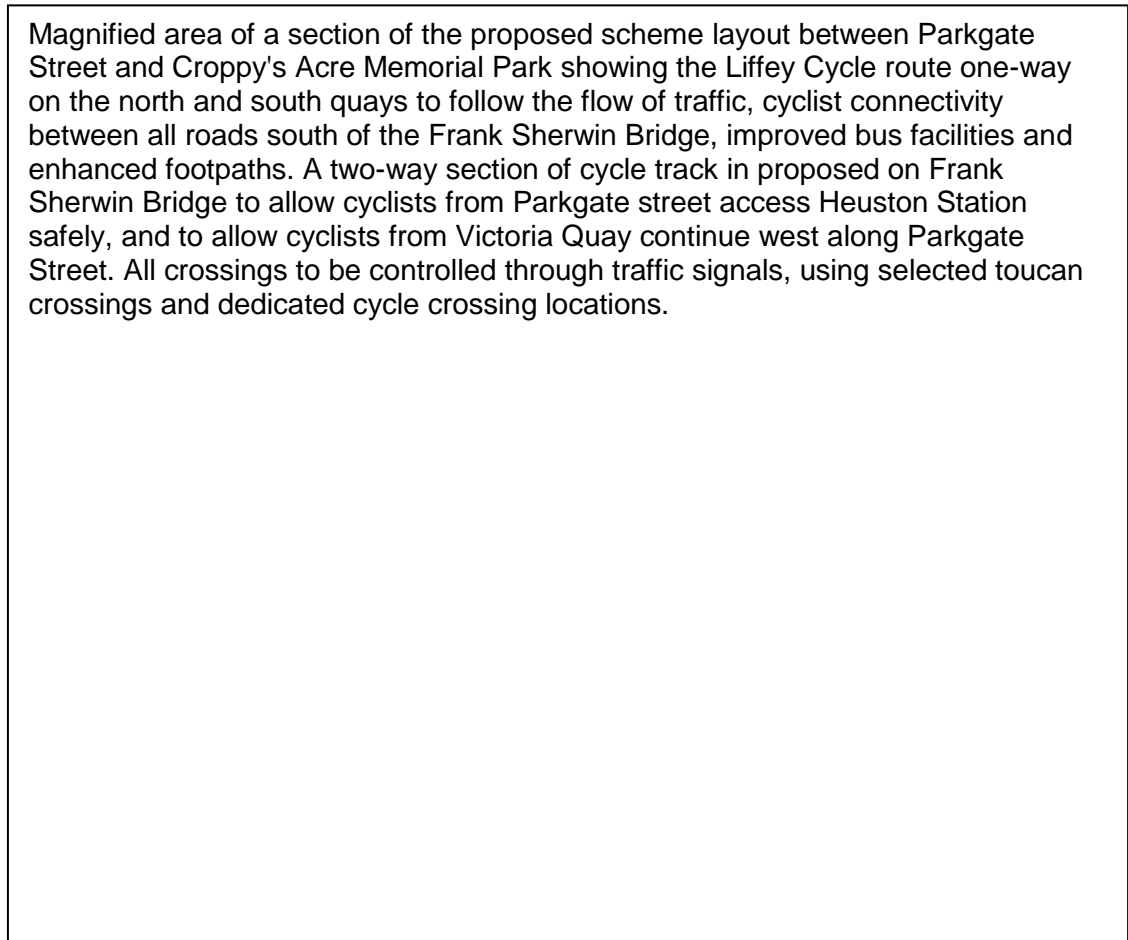 Magnified area of a section of the proposed scheme layout between Parkgate
Street and Croppy's Acre Memorial Park showing the Liffey Cycle route one-way
on the north and south quays to follow the flow of traffic, cyclist connectivity
between all roads south of the Frank Sherwin Bridge, improved bus facilities and
enhanced footpaths. A two-way section of cycle track in proposed on Frank
Sherwin Bridge to allow cyclists from Parkgate street access Heuston Station
safely, and to allow cyclists from Victoria Quay continue west along Parkgate
Street. All crossings to be controlled through traffic signals, using selected toucan
crossings and dedicated cycle crossing locations.